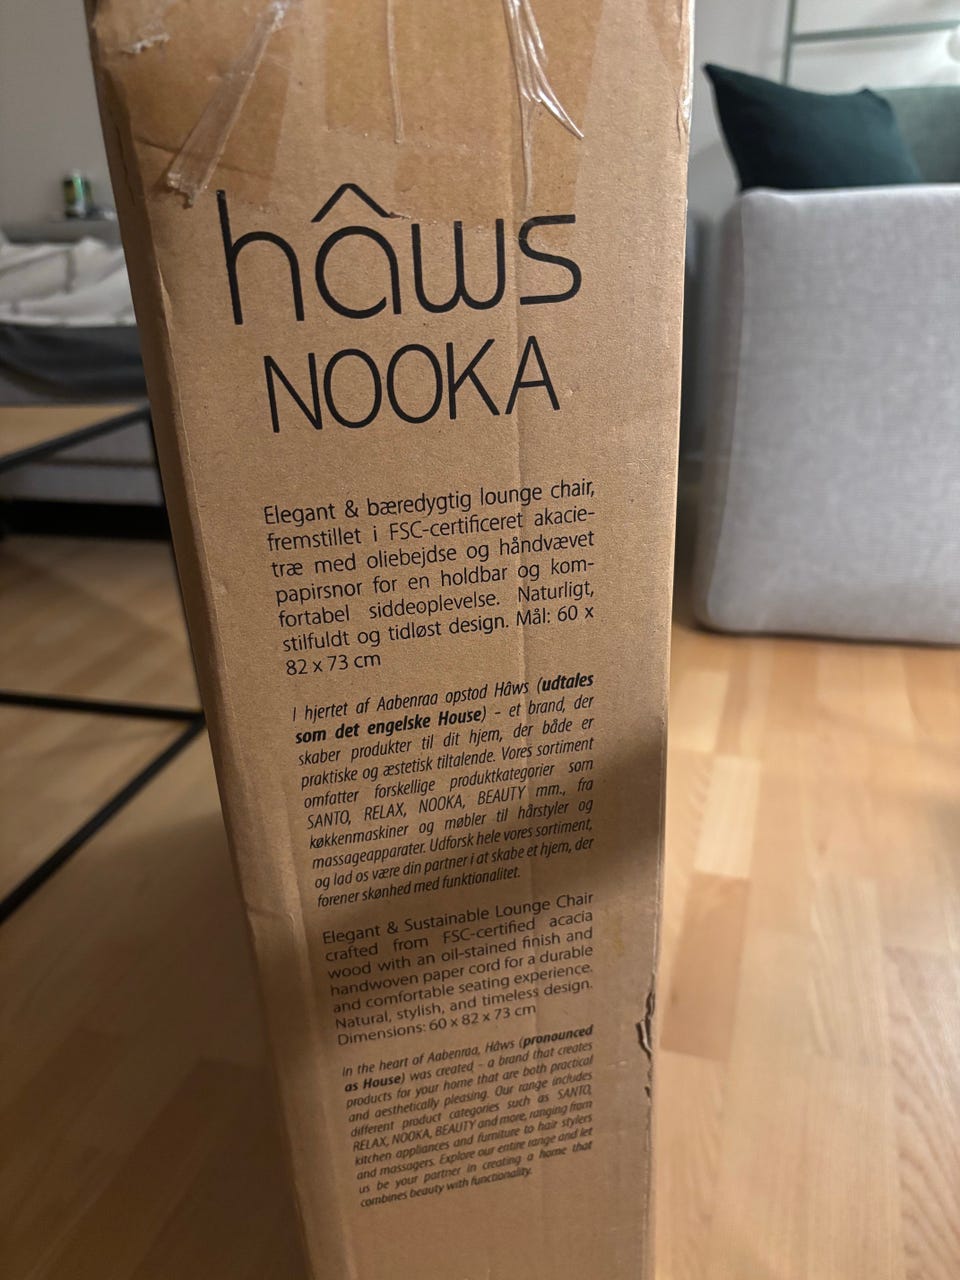 hâws
NOOKA
Elegant & bæredygtig lounge chair,
fremstillet i FSC-certificeret akacie-
træ med oliebejdse og håndvævet
papirsnor for en holdbar og kom-
fortabel siddeoplevelse. Naturligt,
stilfuldt og tidløst design. Mål: 60 x
82 x 73 cm
I hjertet af Aabenraa opstod Hâws (udtales
som det engelske House) - et brand, der
skaber produkter til dit hjem, der både er
praktiske og æstetisk tiltalende. Vores sortiment
omfatter forskellige produktkategorier som
SANTO, RELAX, NOOKA, BEAUTY mm., fra
køkkenmaskiner og møbler til hårstyler og
massageapparater. Udforsk hele vores sortiment,
og lad os være din partner i at skabe et hjem, der
forener skønhed med funktionalitet.
Elegant & Sustainable Lounge Chair
crafted from FSC-certified acacia
wood with an oil-stained finish and
handwoven paper cord for a durable
and comfortable seating experience.
Natural, stylish, and timeless design.
Dimensions: 60 x 82 x 73 cm
In the heart of Aabenraa, Hâws (pronounced
as House) was created - a brand that creates
products for your home that are both practical
and aesthetically pleasing. Our range includes
different product categories such as SANTO,
RELAX, NOOKA, BEAUTY and more, ranging from
kitchen appliances and furniture to hair stylers
and massagers. Explore our entire range and let
us be your partner in creating a home that
combines beauty with functionality.